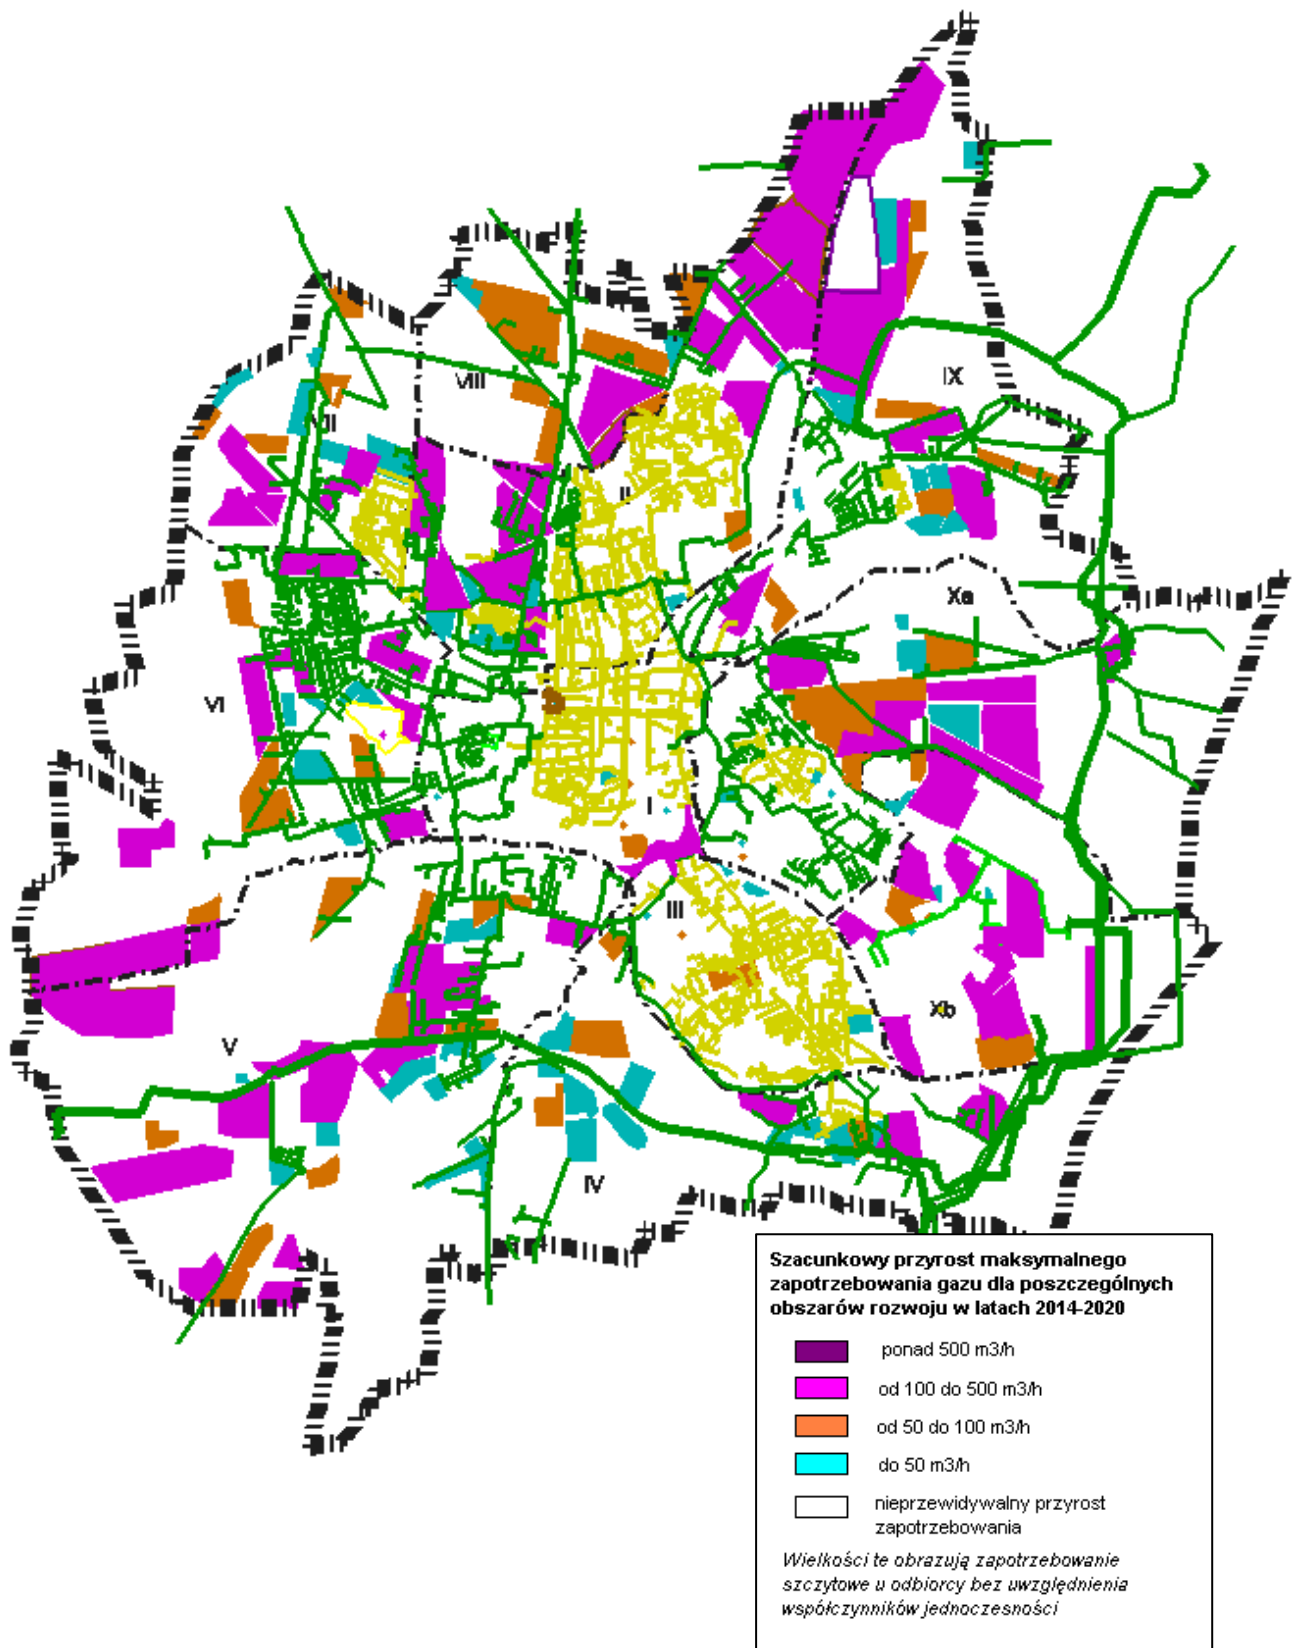 IX
VIII
VII
II
Xa
VI
I
III
Xb
V
IV
Szacunkowy przyrost maksymalnego
zapotrzebowania gazu dla poszczególnych
obszarów rozwoju w latach 2014-2020
ponad 500 m3/h
od 100 do 500 m3/h
od 50 do 100 m3/h
do 50 m3/h
nieprzewidywalny przyrost
zapotrzebowania
Wielkości te obrazują zapotrzebowanie
szczytowe u odbiorcy bez uwzględnienia
współczynników jednoczesności